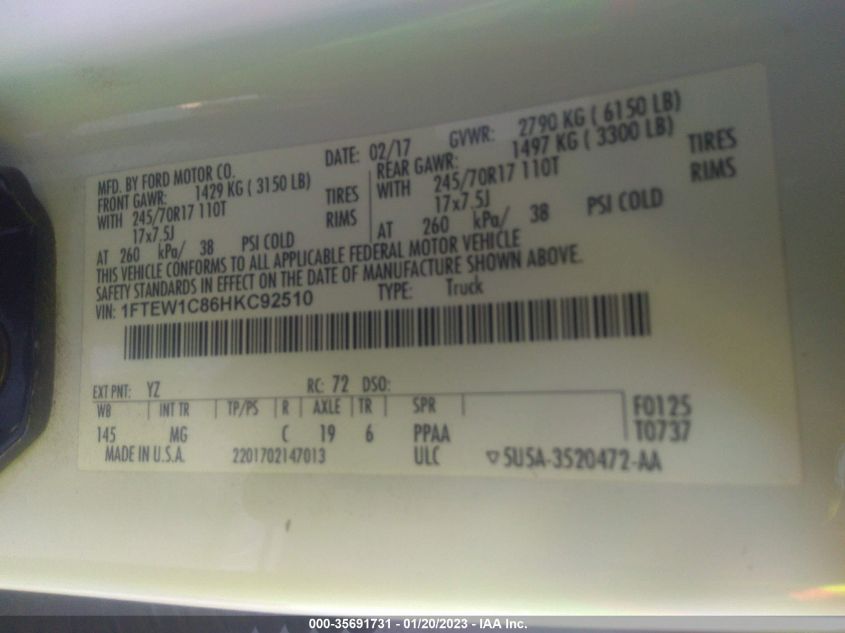 MFD. BY FORD MOTOR CO.
DATE: 02/17 GVWR: 2790 KG ( 6150 LB)
FRONT GAWR: 1429 KG ( 3150 LB) REAR GAWR: 1497 KG ( 3300 LB)
WITH 245/70R17 110T TIRES WITH 245/70R17 110T TIRES
17x7.5J RIMS 17x7.5J RIMS
AT 260 kPa/ 38 PSI COLD AT 260 kPa/ 38 PSI COLD
THIS VEHICLE CONFORMS TO ALL APPLICABLE FEDERAL MOTOR VEHICLE
SAFETY STANDARDS IN EFFECT ON THE DATE OF MANUFACTURE SHOWN ABOVE.
VIN: 1FTEW1C86HKC92510 TYPE: Truck
EXT PNT: YZ RC: 72 DSO:
WB INT TR TP/PS R AXLE TR SPR F0125
145 MG C 19 6 PPAA T0737
MADE IN U.S.A. 2201702147013 ULC ▽5U5A-3520472-AA
000-35691731 - 01/20/2023 - IAA Inc.